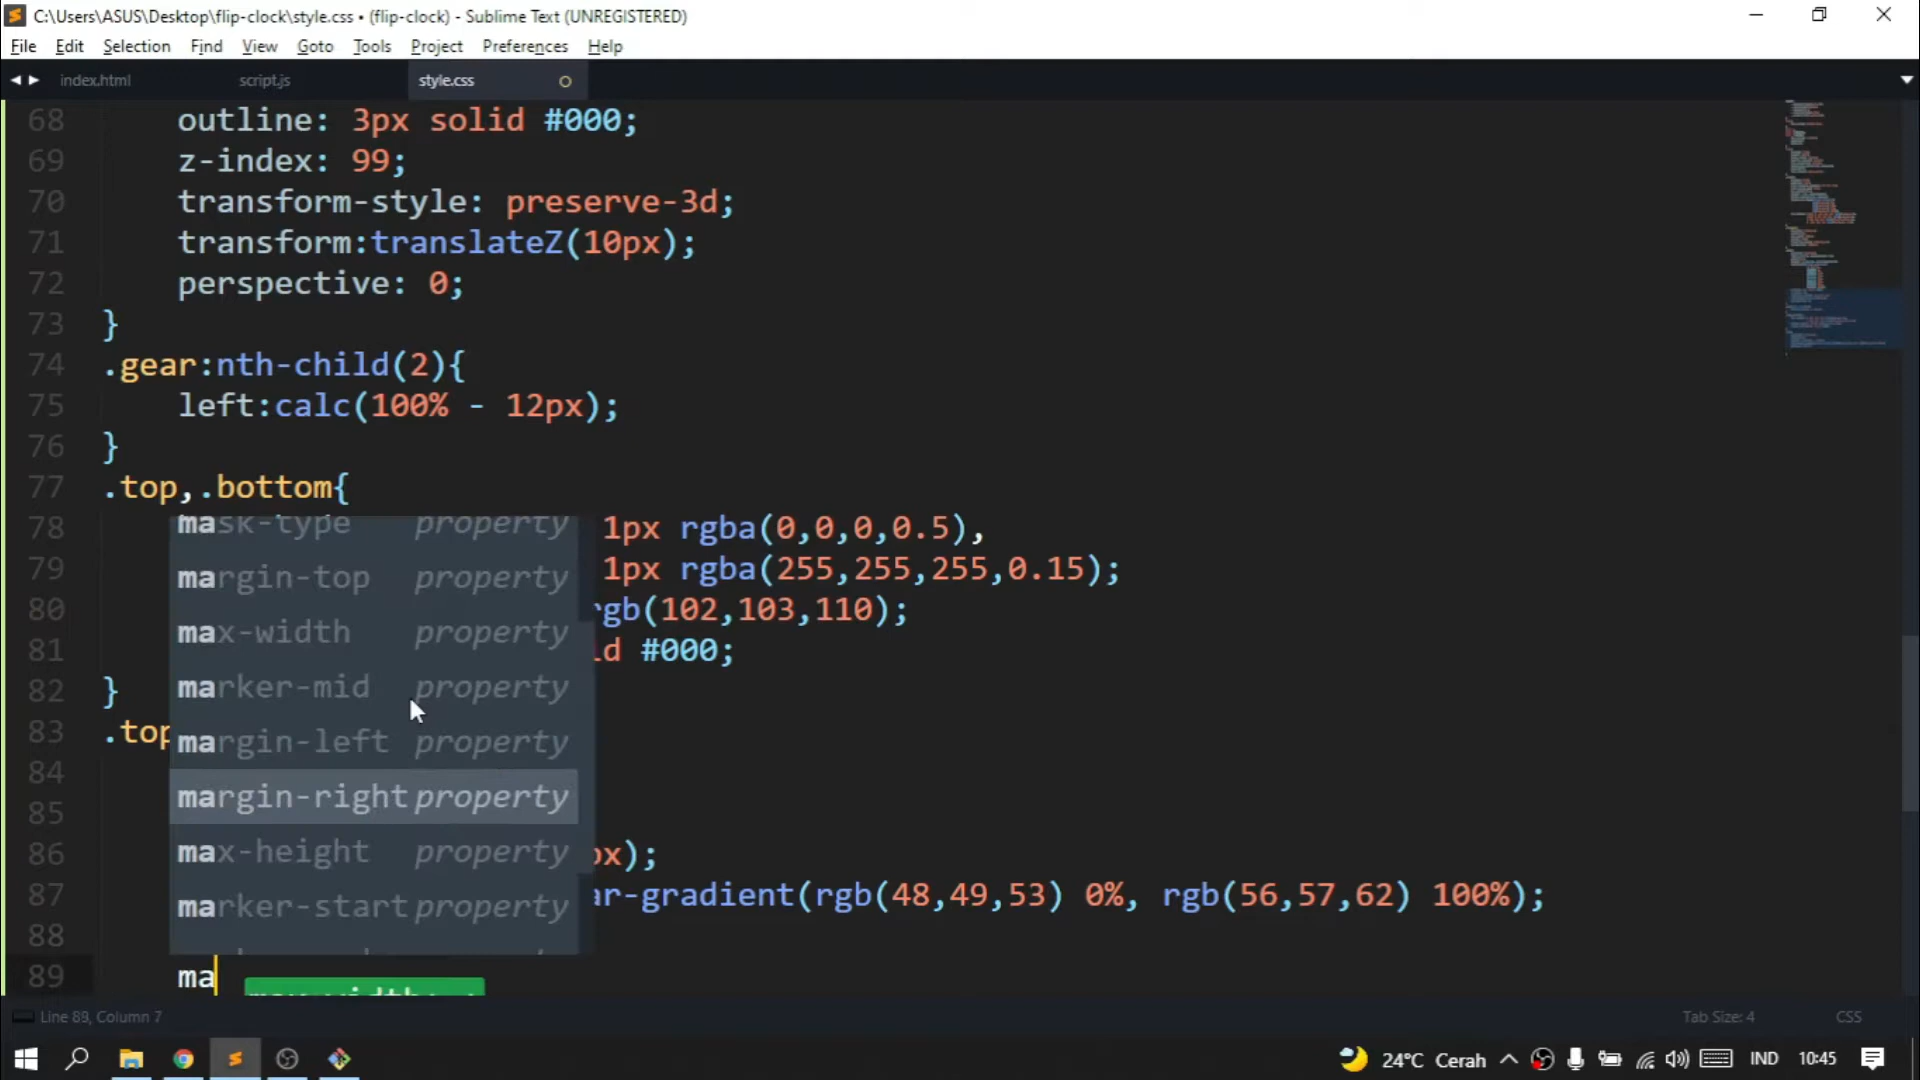 C:\Users\ASUS\Desktop\flip-clock\style.css • (flip-clock) - Sublime Text (UNREGISTERED)
File Edit Selection Find View Goto Tools Project Preferences Help
index.html script.js style.css
68 outline: 3px solid #000;
69 z-index: 99;
70 transform-style: preserve-3d;
71 transform:translateZ(10px);
72 perspective: 0;
73 }
74 .gear:nth-child(2){
75 left:calc(100% - 12px);
76 }
77 .top,.bottom{
78 1px rgba(0,0,0,0.5),
79 1px rgba(255,255,255,0.15);
80 rgb(102,103,110);
81 #000;
82 }
83 .top
84
85
86 px);
87 ar-gradient(rgb(48,49,53) 0%, rgb(56,57,62) 100%);
88
89 ma
mask-type property
margin-top property
max-width property
marker-mid property
margin-left property
margin-right property
max-height property
marker-start property
Line 89, Column 7 Tab Size: 4 CSS
24°C Cerah IND 10:45